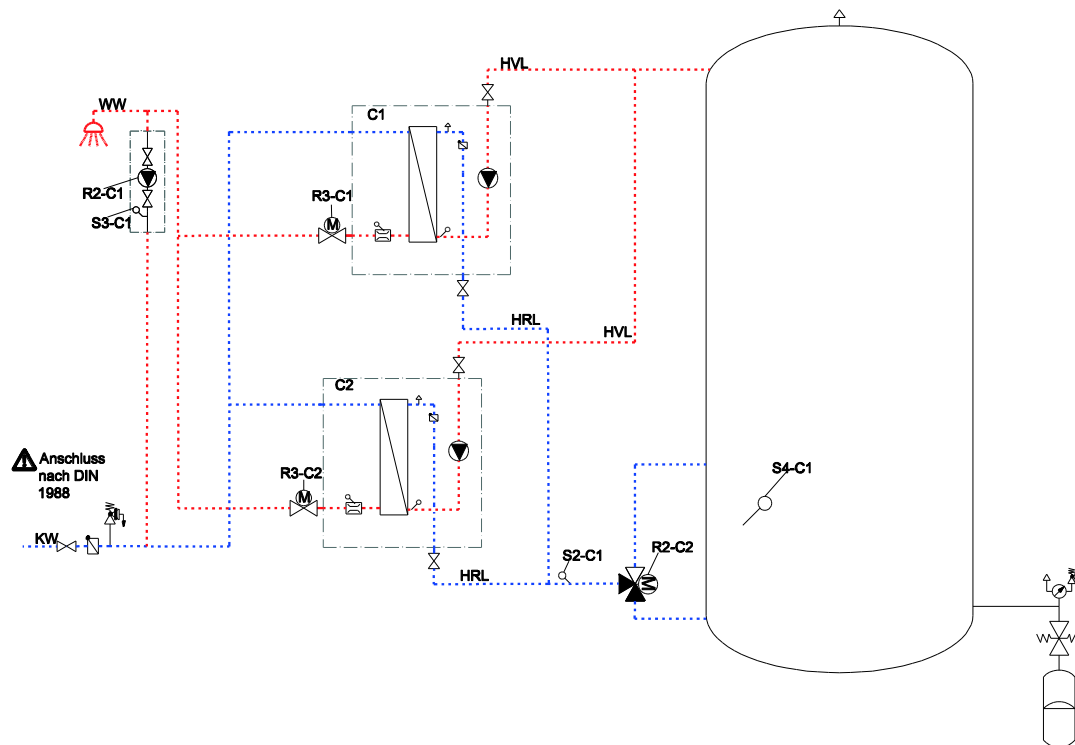 HVL
WW
C1
R2-C1
R3-C1
M
S3-C1
HRL
HVL
C2
Anschluss
nach DIN
1988
R3-C2
M
S4-C1
KW
S2-C1
R2-C2
HRL
M